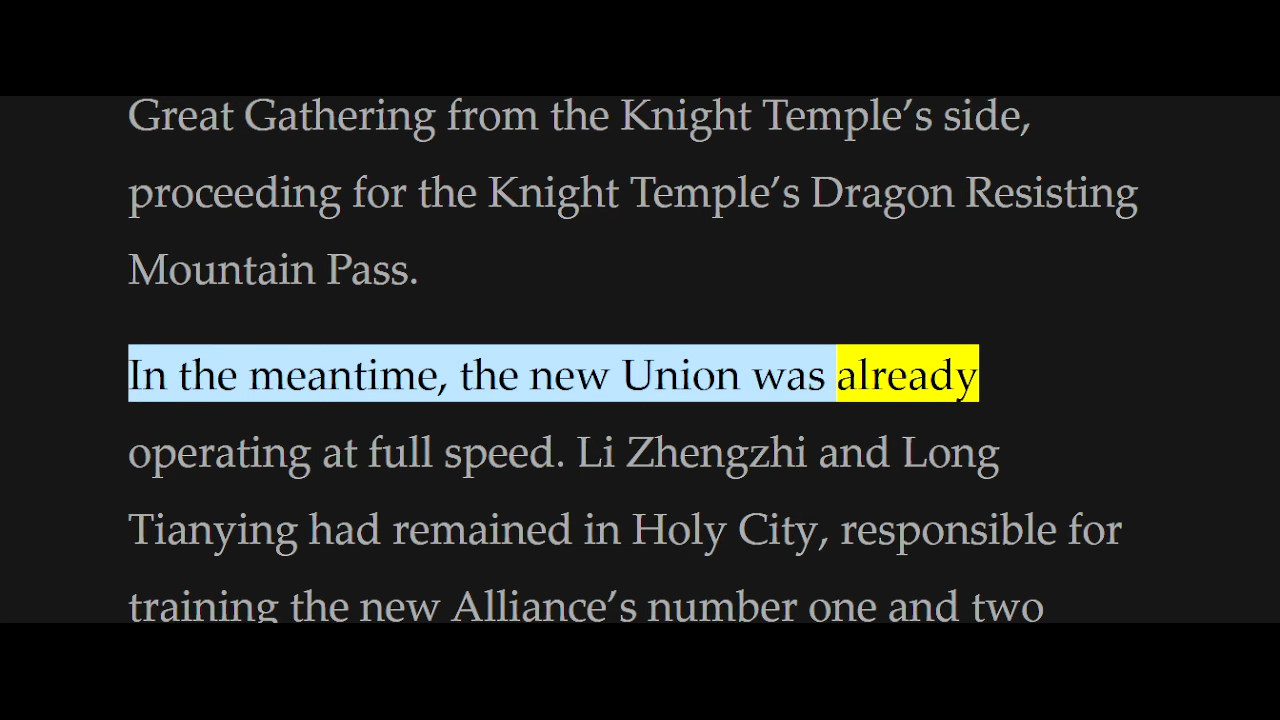 Great Gathering from the Knight Temple’s side,
proceeding for the Knight Temple’s Dragon Resisting
Mountain Pass.
In the meantime, the new Union was already
operating at full speed. Li Zhengzhi and Long
Tianying had remained in Holy City, responsible for
training the new Alliance’s number one and two